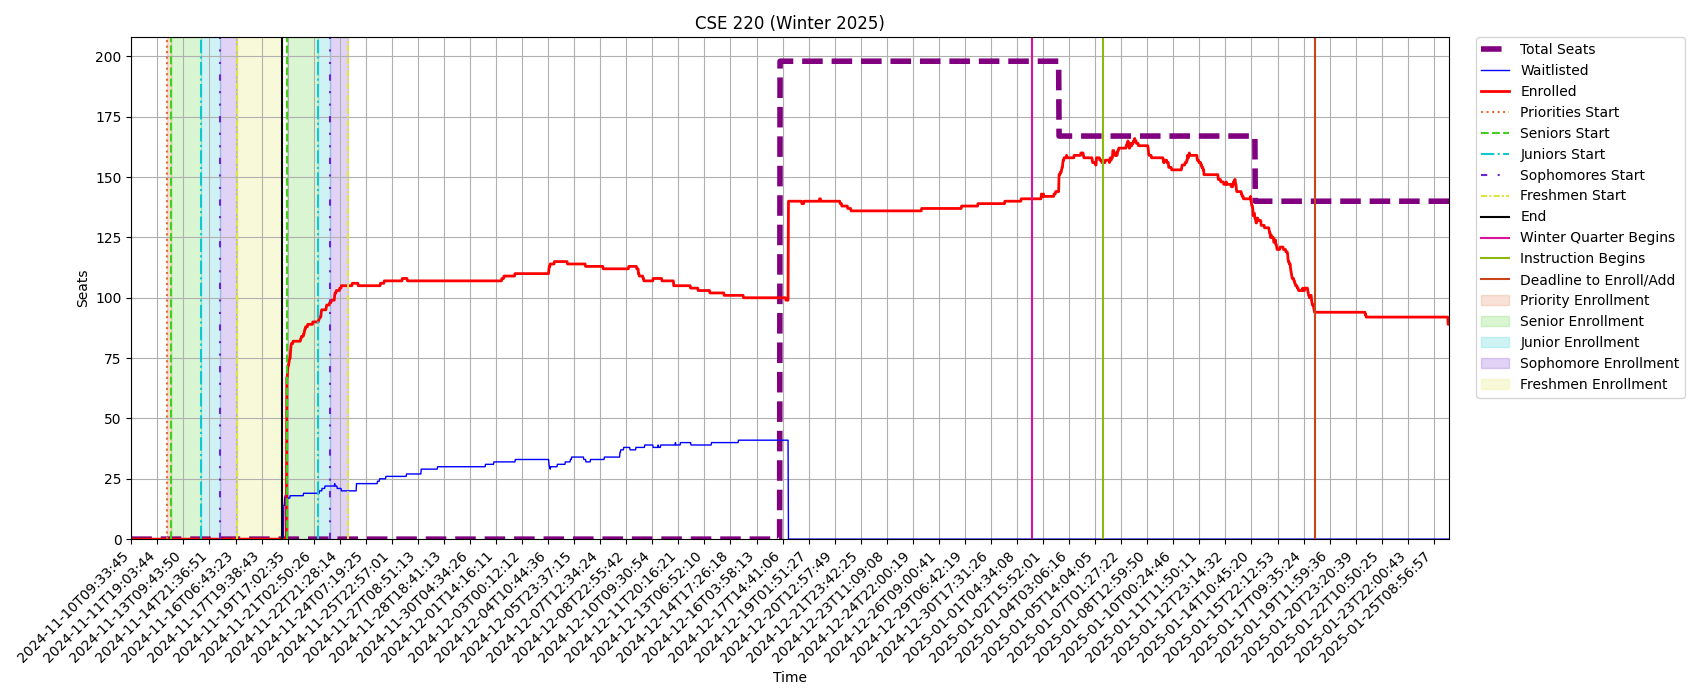 CSE 220 (Winter 2025)
Seats
200
175
150
125
100
75
50
25
0
2024-11-10T09:33:45
2024-11-11T19:03:44
2024-11-13T09:43:50
2024-11-14T21:36:51
2024-11-16T06:43:23
2024-11-17T19:38:43
2024-11-19T17:02:35
2024-11-21T02:50:26
2024-11-22T21:28:14
2024-11-24T07:19:25
2024-11-25T22:57:01
2024-11-27T08:51:13
2024-11-28T18:41:13
2024-11-30T04:34:26
2024-12-01T14:16:11
2024-12-03T00:12:12
2024-12-04T10:44:36
2024-12-05T23:37:15
2024-12-07T12:34:24
2024-12-08T22:55:42
2024-12-10T09:30:54
2024-12-11T20:16:21
2024-12-13T06:52:10
2024-12-14T17:26:18
2024-12-16T03:58:13
2024-12-17T14:41:06
2024-12-19T01:51:27
2024-12-20T12:57:49
2024-12-21T23:42:25
2024-12-23T11:09:08
2024-12-24T22:00:19
2024-12-26T09:00:41
2024-12-29T06:42:19
2024-12-30T17:31:26
2025-01-01T04:34:08
2025-01-02T15:52:01
2025-01-04T03:06:16
2025-01-05T14:04:05
2025-01-07T01:27:22
2025-01-08T12:59:50
2025-01-10T00:24:46
2025-01-11T11:50:11
2025-01-12T23:14:32
2025-01-14T10:45:20
2025-01-15T22:12:53
2025-01-17T09:35:24
2025-01-19T11:59:36
2025-01-20T23:20:39
2025-01-22T10:50:25
2025-01-23T22:00:43
2025-01-25T08:56:57
Time
Total Seats
Waitlisted
Enrolled
Priorities Start
Seniors Start
Juniors Start
Sophomores Start
Freshmen Start
End
Winter Quarter Begins
Instruction Begins
Deadline to Enroll/Add
Priority Enrollment
Senior Enrollment
Junior Enrollment
Sophomore Enrollment
Freshmen Enrollment